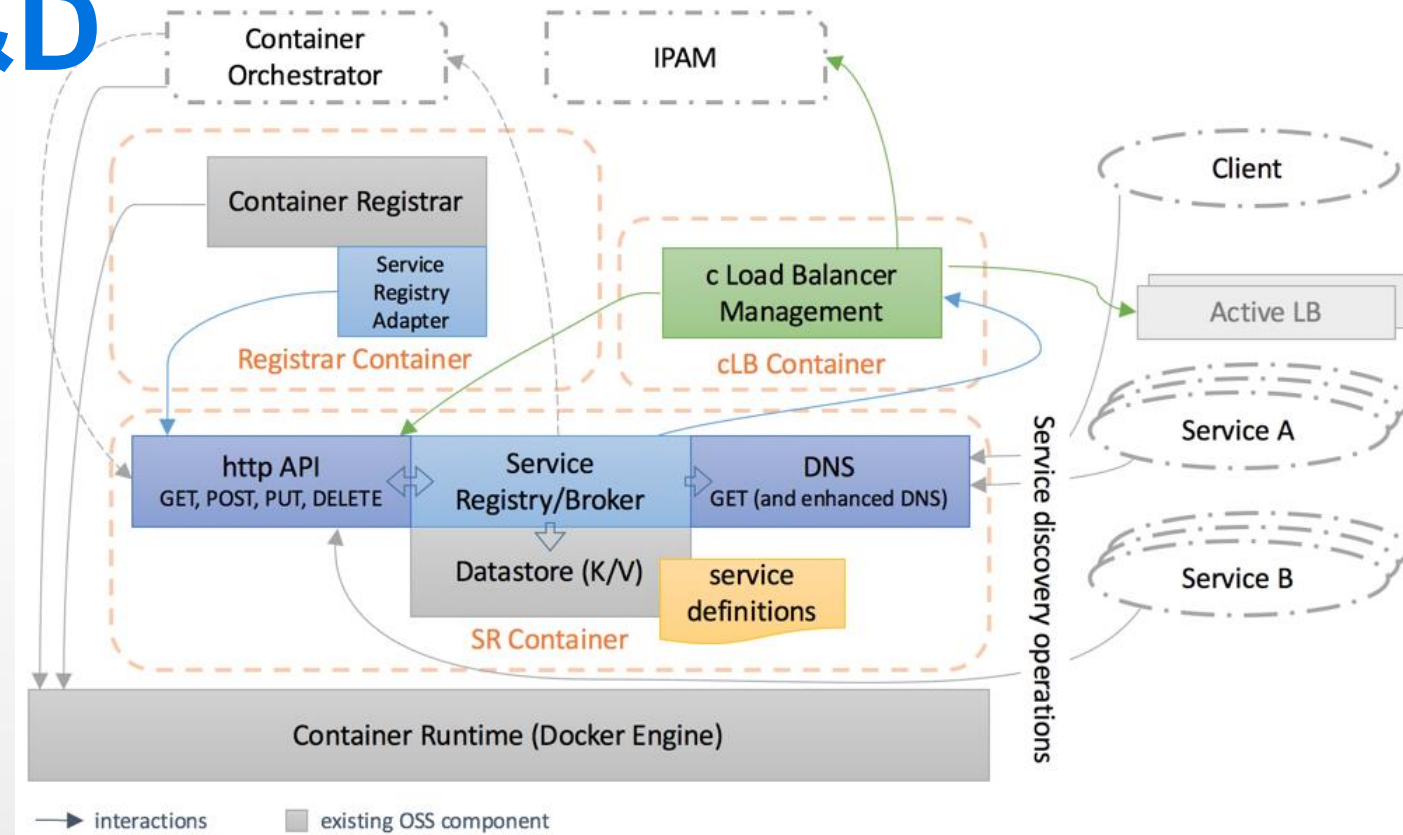 &D
Container
Orchestrator
IPAM
Client
Container Registrar
Service
Registry
Adapter
Registrar Container
c Load Balancer
Management
cLB Container
Active LB
Service A
http API
GET, POST, PUT, DELETE
Service
Registry/Broker
DNS
GET (and enhanced DNS)
Service discovery operations
Datastore (K/V)
service
definitions
SR Container
Service B
Container Runtime (Docker Engine)
interactions
existing OSS component